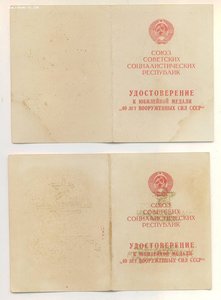 СОЮЗ
СОВЕТСКИХ
СОЦИАЛИСТИЧЕСКИХ
РЕСПУБЛИК
УДОСТОВЕРЕНИЕ
К ЮБИЛЕЙНОЙ МЕДАЛИ
„40 ЛЕТ ВООРУЖЕННЫХ СИЛ СССР“
СОЮЗ
СОВЕТСКИХ
СОЦИАЛИСТИЧЕСКИХ
РЕСПУБЛИК
УДОСТОВЕРЕНИЕ
К ЮБИЛЕЙНОЙ МЕДАЛИ
„40 ЛЕТ ВООРУЖЕННЫХ СИЛ СССР“